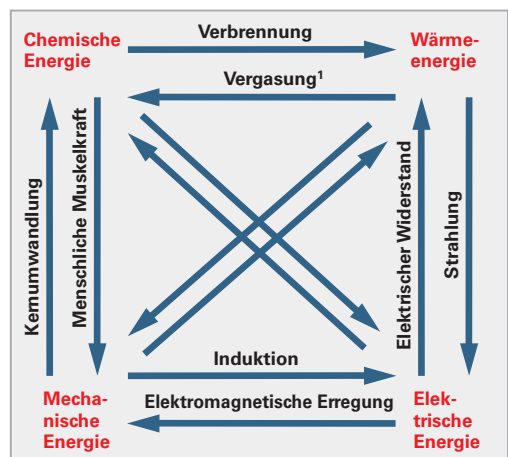 Chemische
Energie
Verbrennung
Wärme-
energie
Vergasung¹
Kernumwandlung
Menschliche Muskelkraft
Elektrischer Widerstand
Strahlung
Induktion
Mecha-
nische
Energie
Elektromagnetische Erregung
Elek-
trische
Energie